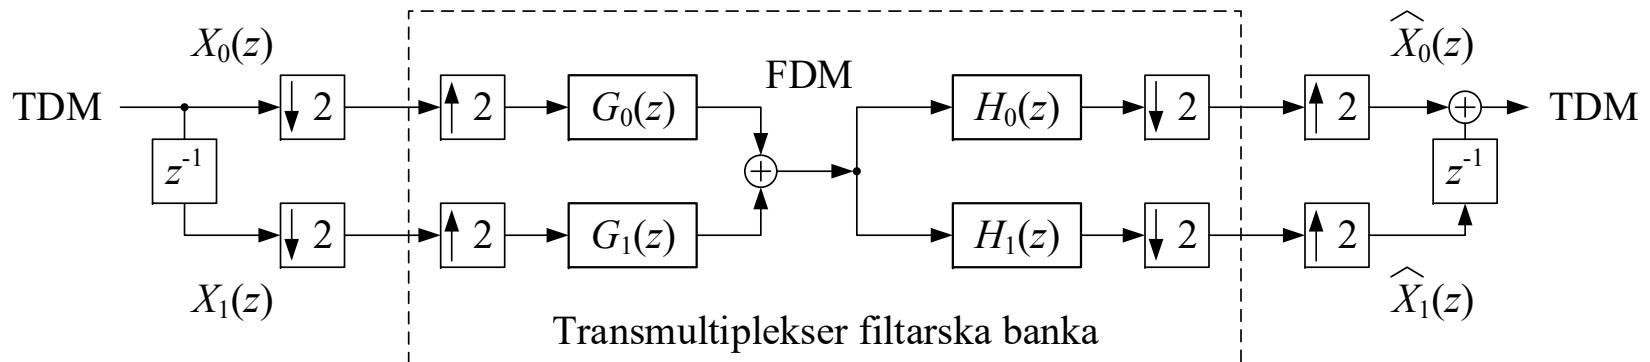 X₀(z)
X̂₀(z)
FDM
TDM ↓ 2 ↑ 2 G₀(z) H₀(z) ↓ 2 ↑ 2 + TDM
z⁻¹ + z⁻¹
↓ 2 ↑ 2 G₁(z) H₁(z) ↓ 2 ↑ 2
X₁(z)
X̂₁(z)
Transmultiplekser filtarska banka